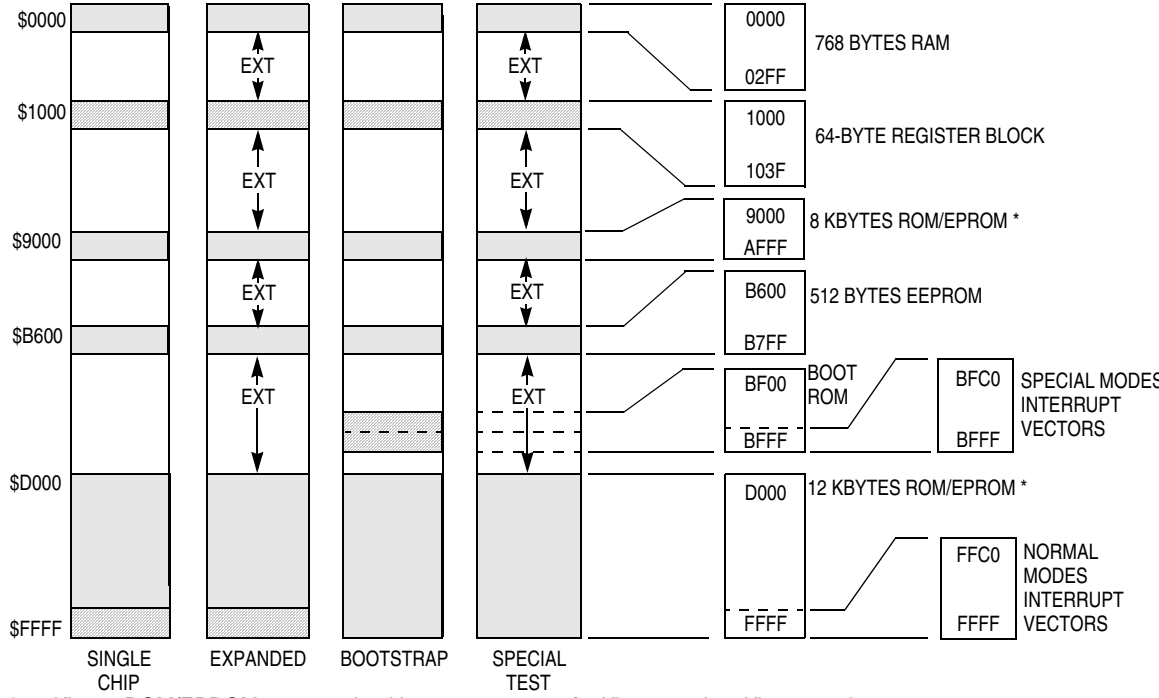 $0000
$1000
$9000
$B600
$D000
$FFFF
EXT
EXT
EXT
EXT
EXT
EXT
EXT
EXT
SINGLE
CHIP
EXPANDED
BOOTSTRAP
SPECIAL
TEST
0000
02FF
768 BYTES RAM
1000
103F
64-BYTE REGISTER BLOCK
9000
AFFF
8 KBYTES ROM/EPROM *
B600
B7FF
512 BYTES EEPROM
BF00
BFFF
BOOT
ROM
BFC0
BFFF
SPECIAL MODES
INTERRUPT
VECTORS
D000
FFFF
12 KBYTES ROM/EPROM *
FFC0
FFFF
NORMAL
MODES
INTERRUPT
VECTORS